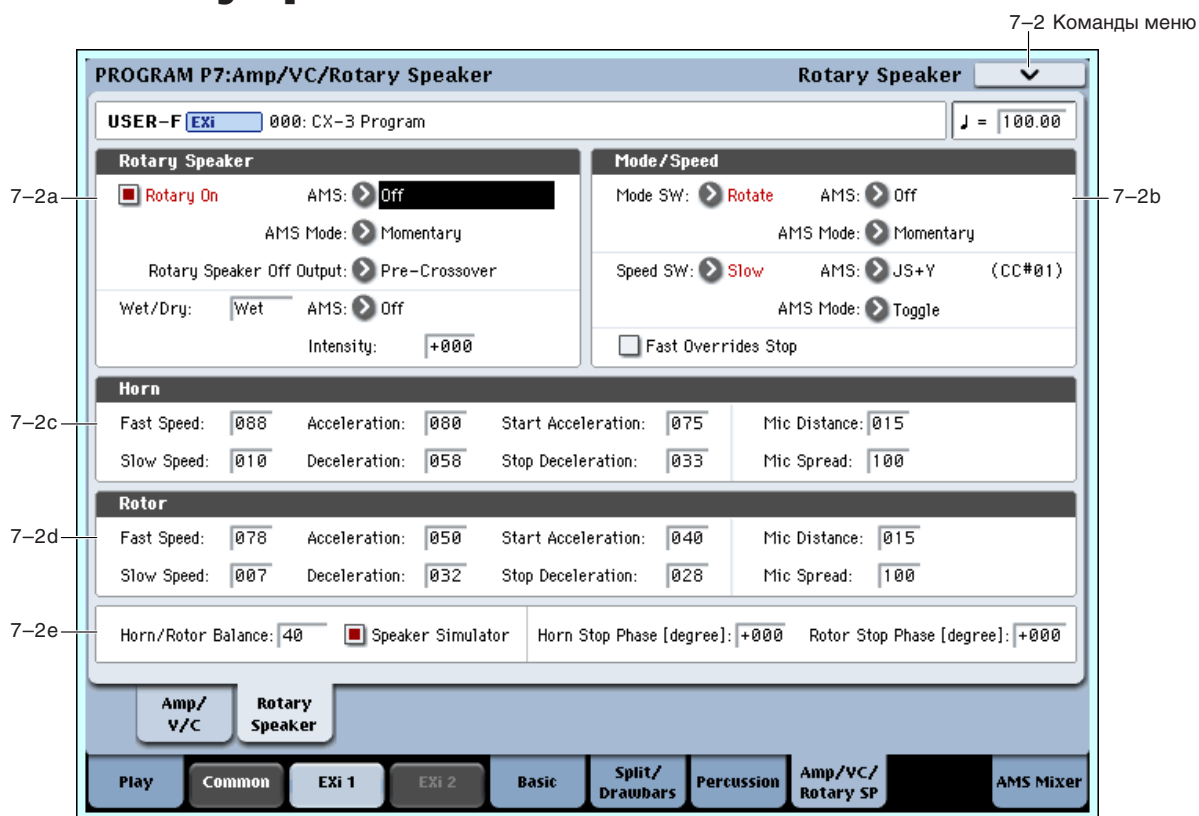 7–2 Команды меню
PROGRAM P7:Amp/VC/Rotary Speaker Rotary Speaker
USER–F EXi 000: CX–3 Program ♩ = 100.00
Rotary Speaker Mode/Speed
7–2a Rotary On AMS: Off Mode SW: Rotate AMS: Off 7–2b
AMS Mode: Momentary AMS Mode: Momentary
Rotary Speaker Off Output: Pre–Crossover Speed SW: Slow AMS: JS+Y (CC#01)
Wet/Dry: Wet AMS: Off AMS Mode: Toggle
Intensity: +000 Fast Overrides Stop
Horn
7–2c Fast Speed: 088 Acceleration: 080 Start Acceleration: 075 Mic Distance: 015
Slow Speed: 010 Deceleration: 058 Stop Deceleration: 033 Mic Spread: 100
Rotor
7–2d Fast Speed: 078 Acceleration: 050 Start Acceleration: 040 Mic Distance: 015
Slow Speed: 007 Deceleration: 032 Stop Deceleration: 028 Mic Spread: 100
7–2e Horn/Rotor Balance: 40 Speaker Simulator Horn Stop Phase [degree]: +000 Rotor Stop Phase [degree]: +000
Amp/ Rotary
V/C Speaker
Play Common EXi 1 EXi 2 Basic Split/ Percussion Amp/VC/ AMS Mixer
Drawbars Rotary SP